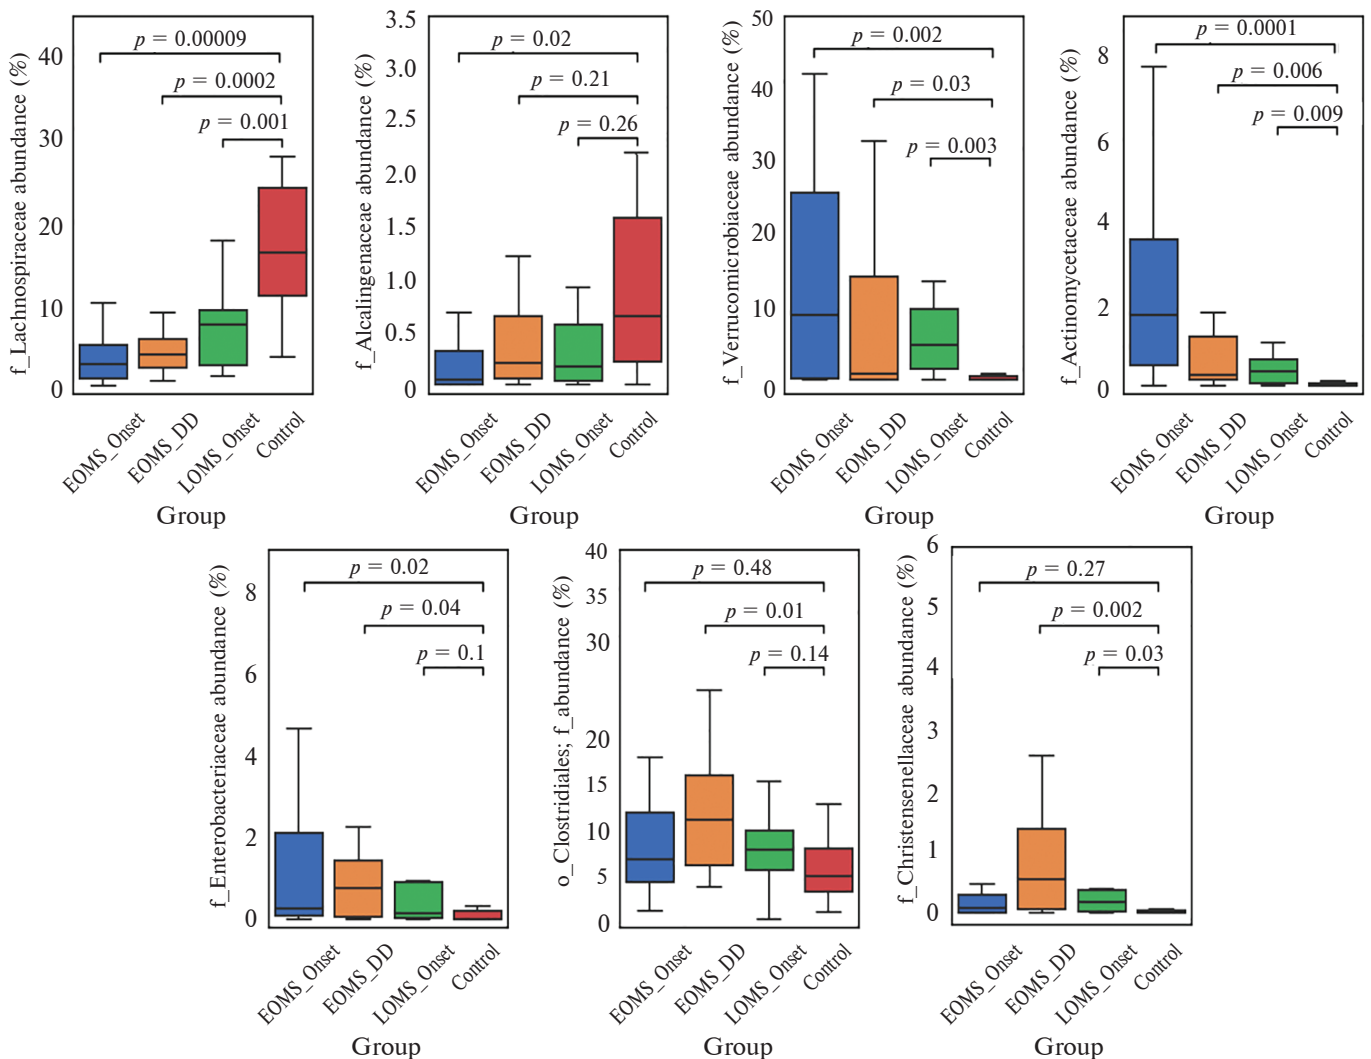 f_Lachnospiraceae abundance (%)
40
30
20
10
0
p = 0.00009
p = 0.0002
p = 0.001
EOMS_Onset
EOMS_DD
LOMS_Onset
Control
Group
f_Alcalingenaceae abundance (%)
3.5
3.0
2.5
2.0
1.5
1.0
0.5
0
p = 0.02
p = 0.21
p = 0.26
EOMS_Onset
EOMS_DD
LOMS_Onset
Control
Group
f_Verrucomicrobiaceae abundance (%)
50
40
30
20
10
0
p = 0.002
p = 0.03
p = 0.003
EOMS_Onset
EOMS_DD
LOMS_Onset
Control
Group
f_Actinomycetaceae abundance (%)
8
6
4
2
0
p = 0.0001
p = 0.006
p = 0.009
EOMS_Onset
EOMS_DD
LOMS_Onset
Control
Group
f_Enterobacteriaceae abundance (%)
8
6
4
2
0
p = 0.02
p = 0.04
p = 0.1
EOMS_Onset
EOMS_DD
LOMS_Onset
Control
Group
o_Clostridiales; f_abundance (%)
40
35
30
20
15
10
5
0
p = 0.48
p = 0.01
p = 0.14
EOMS_Onset
EOMS_DD
LOMS_Onset
Control
Group
f_Christensenellaceae abundance (%)
6
5
4
3
2
1
0
p = 0.27
p = 0.002
p = 0.03
EOMS_Onset
EOMS_DD
LOMS_Onset
Control
Group